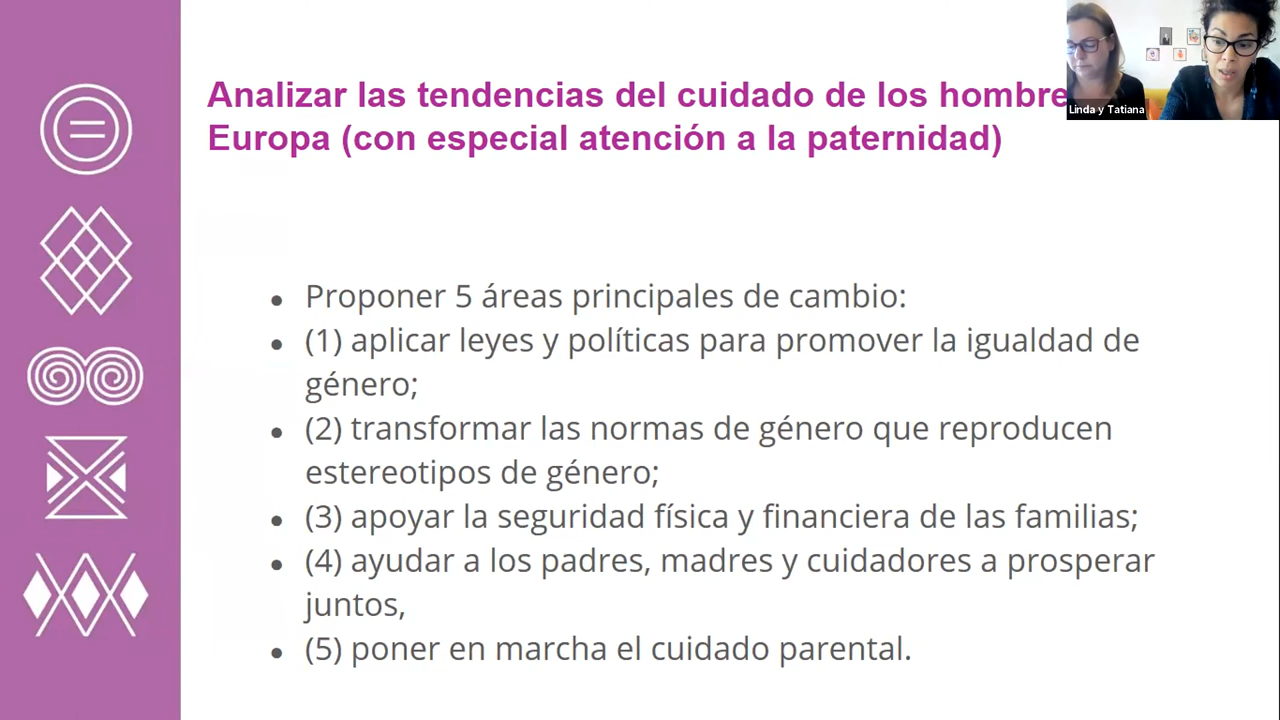 Analizar las tendencias del cuidado de los hombre
Europa (con especial atención a la paternidad)
Linda y Tatiana
• Proponer 5 áreas principales de cambio:
• (1) aplicar leyes y políticas para promover la igualdad de
género;
• (2) transformar las normas de género que reproducen
estereotipos de género;
• (3) apoyar la seguridad física y financiera de las familias;
• (4) ayudar a los padres, madres y cuidadores a prosperar
juntos,
• (5) poner en marcha el cuidado parental.